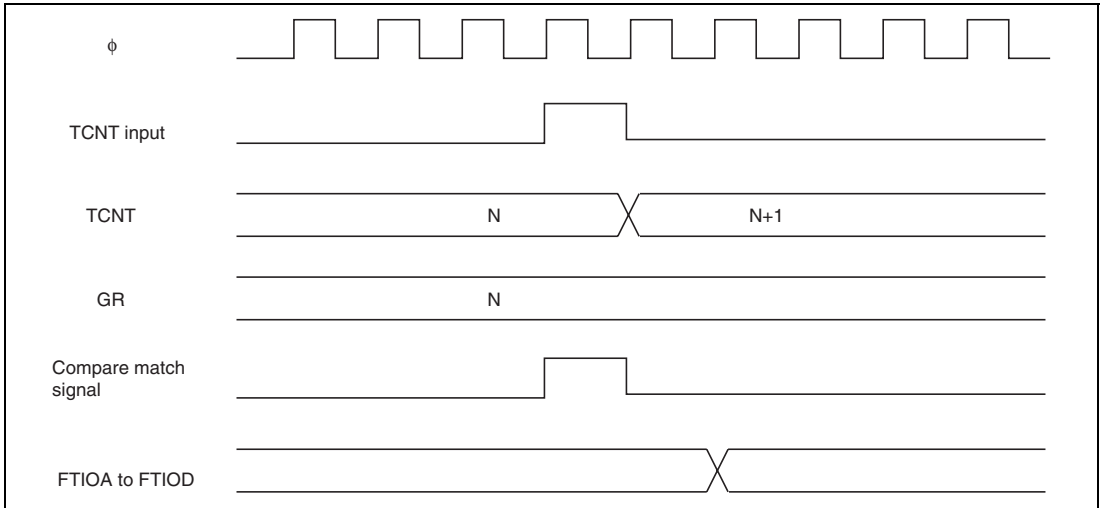 ϕ
TCNT input
TCNT
N
N+1
GR
N
Compare match
signal
FTIOA to FTIOD